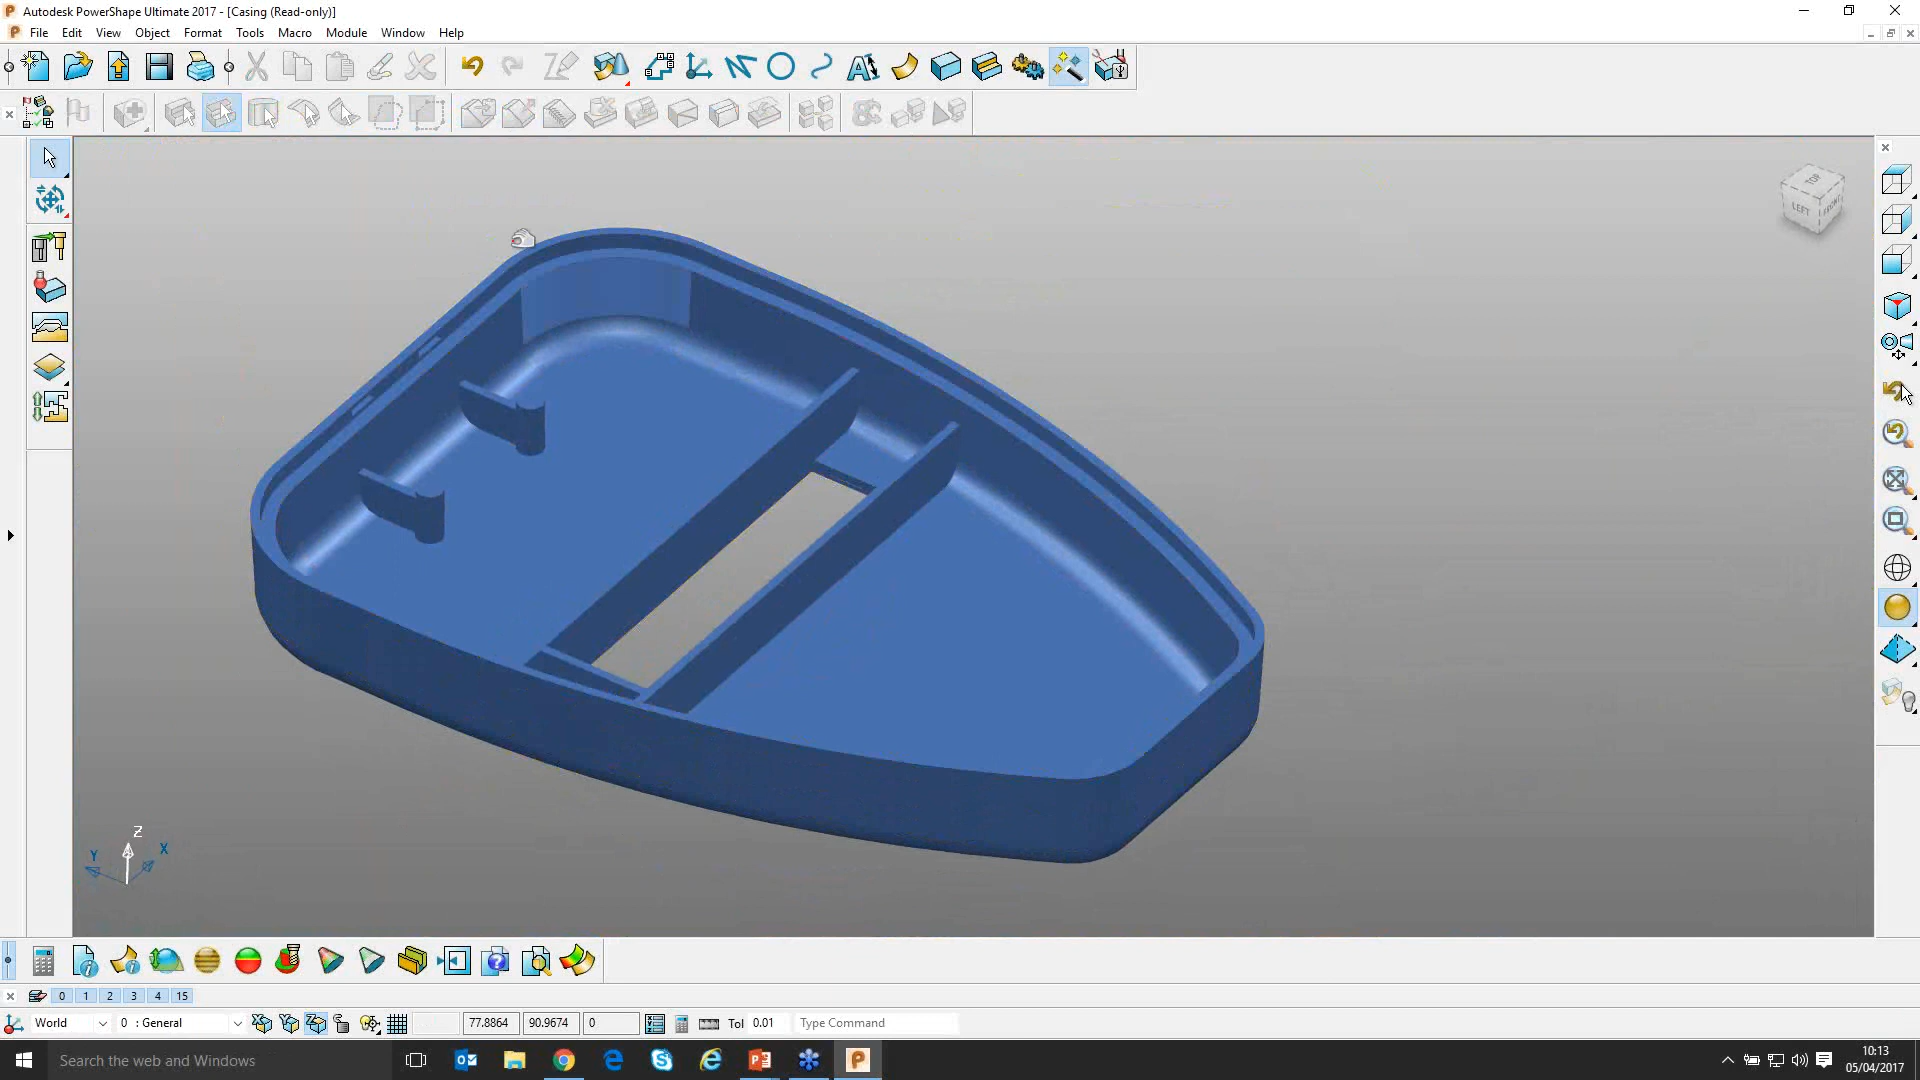 Autodesk PowerShape Ultimate 2017 - [Casing (Read-only)]
File Edit View Object Format Tools Macro Module Window Help
TOP
LEFT FRONT
Z
Y X
0 1 2 3 4 15
World 0 : General 77.8864 90.9674 0 Tol 0.01 Type Command
Search the web and Windows
10:13
05/04/2017